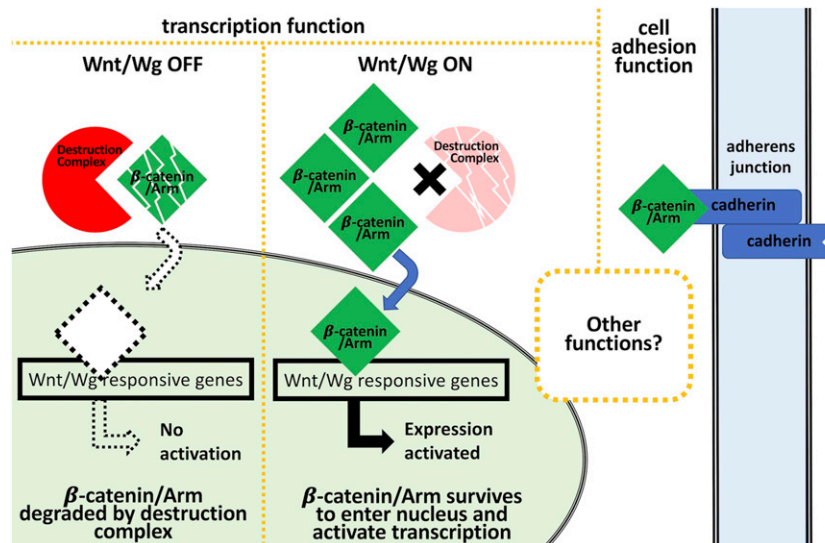 transcription function
Wnt/Wg OFF
Destruction
Complex
β-catenin
/Arm
Wnt/Wg responsive genes
No
activation
β-catenin/Arm
degraded by destruction
complex
Wnt/Wg ON
β-catenin
/Arm
β-catenin
/Arm
β-catenin
/Arm
Destruction
Complex
β-catenin
/Arm
Wnt/Wg responsive genes
Expression
activated
β-catenin/Arm survives
to enter nucleus and
activate transcription
cell
adhesion
function
adherens
junction
β-catenin
/Arm
cadherin
cadherin
Other
functions?